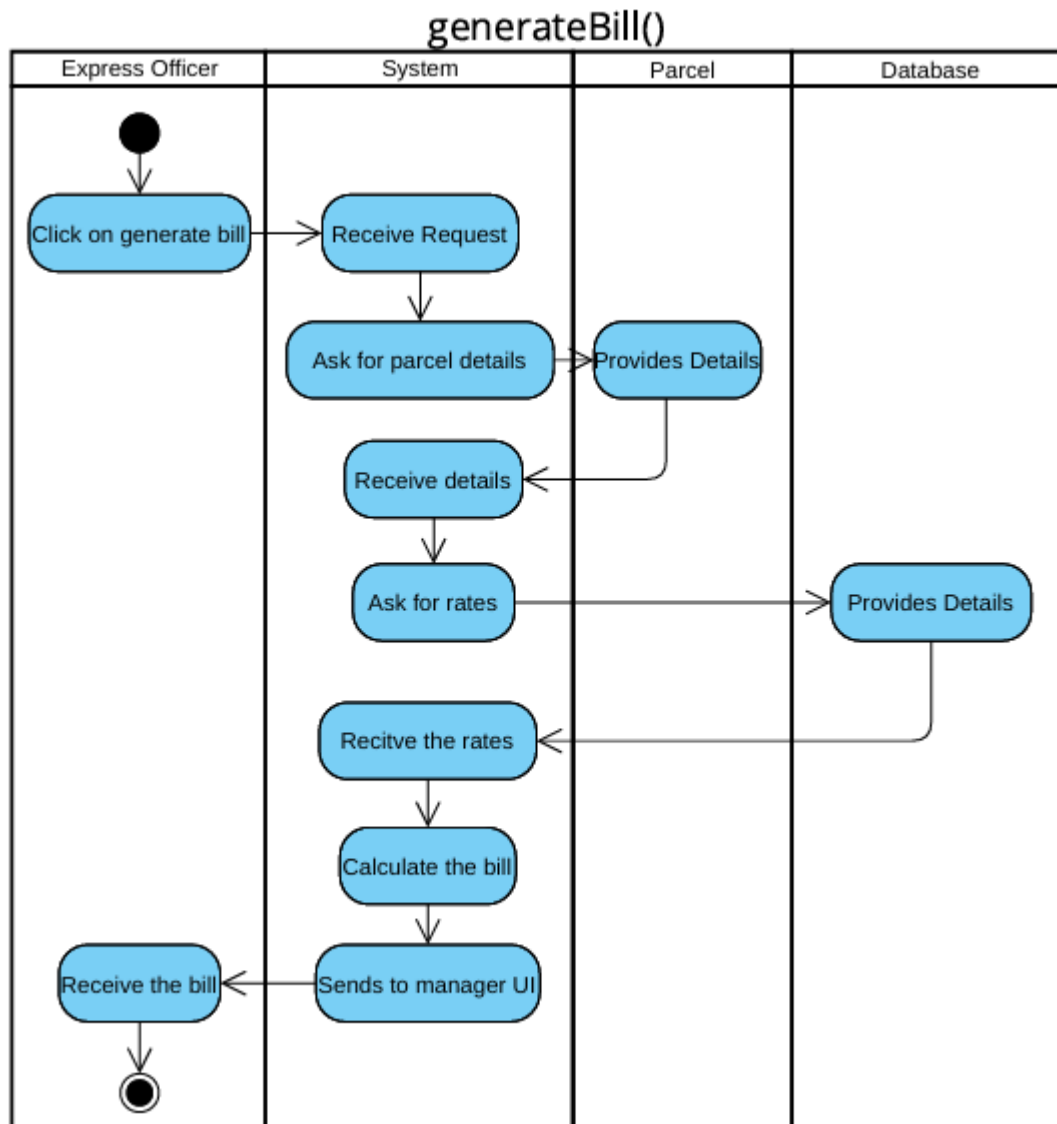 generateBill()
Express Officer
System
Parcel
Database
Click on generate bill
Receive Request
Ask for parcel details
Provides Details
Receive details
Ask for rates
Provides Details
Recitve the rates
Calculate the bill
Receive the bill
Sends to manager UI